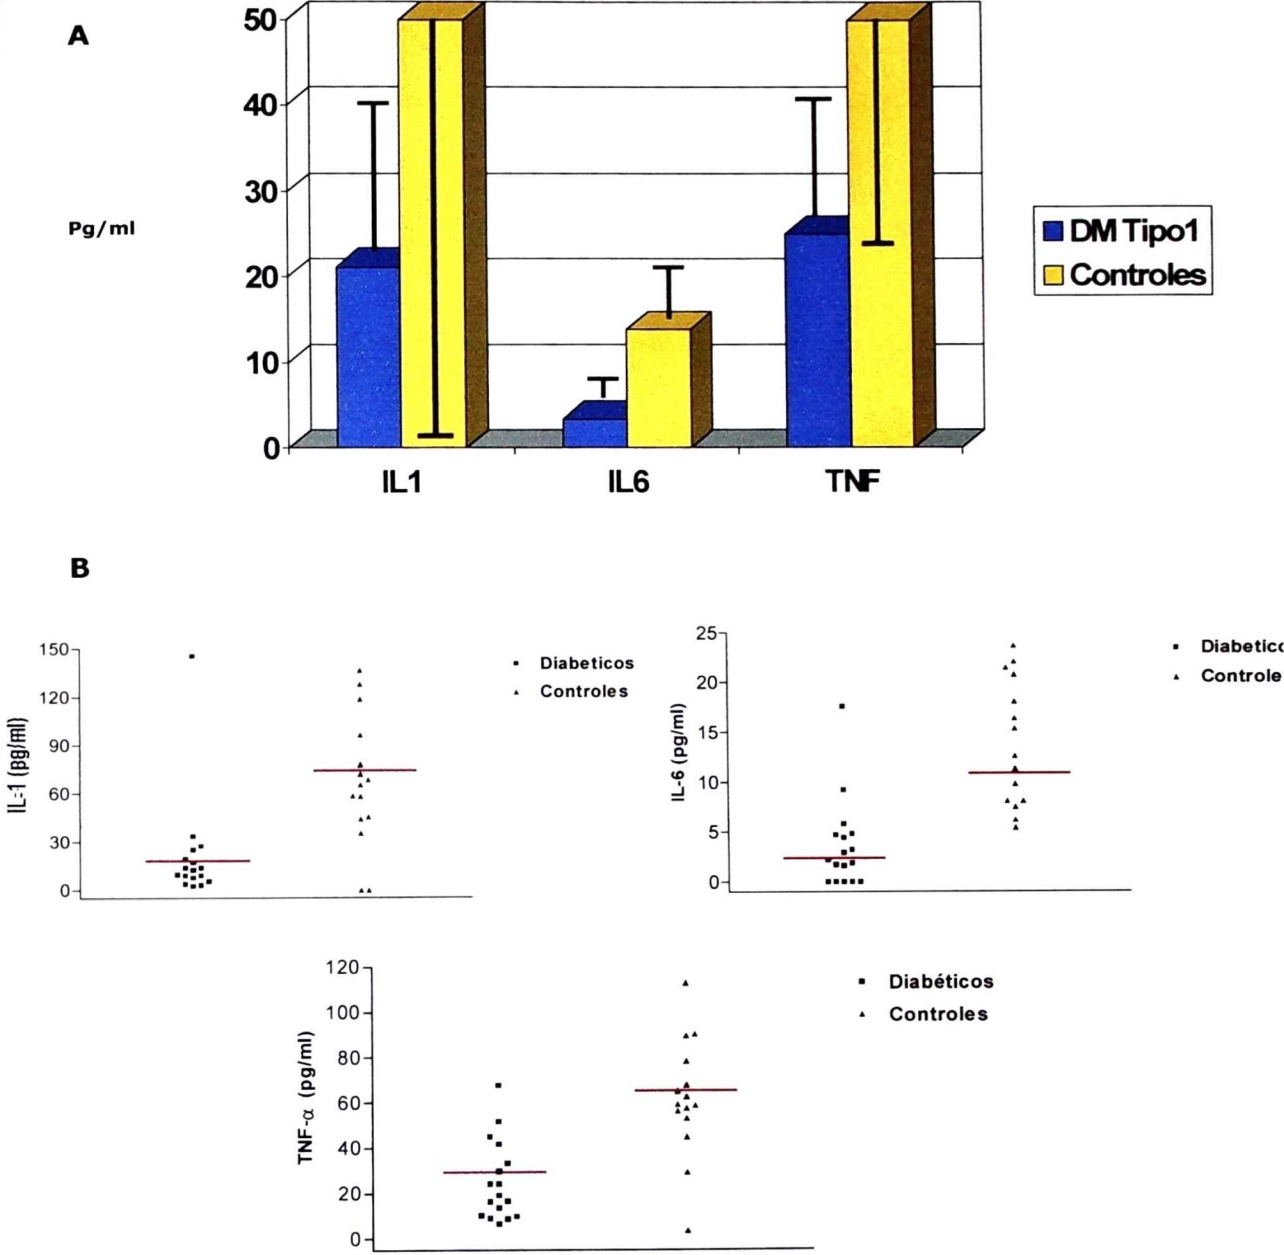 A
50
40
30
20
10
0
Pg/ml
IL1
IL6
TNF
DM Tipo1
Controles
B
150
120
90
60
30
0
IL-1 (pg/ml)
Diabeticos
Controles
25
20
15
10
5
0
IL-6 (pg/ml)
Diabetic
Controle
120
100
80
60
40
20
0
TNF-α (pg/ml)
Diabéticos
Controles